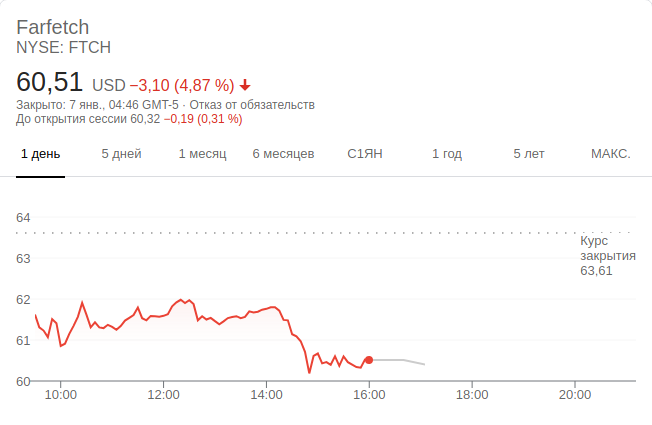 Farfetch
NYSE: FTCH
60,51 USD −3,10 (4,87 %)
Закрыто: 7 янв., 04:46 GMT-5 · Отказ от обязательств
До открытия сессии 60,32 −0,19 (0,31 %)
1 день 5 дней 1 месяц 6 месяцев С1ЯН 1 год 5 лет МАКС.
64
Курс
закрытия
63,61
63
62
61
60
10:00 12:00 14:00 16:00 18:00 20:00